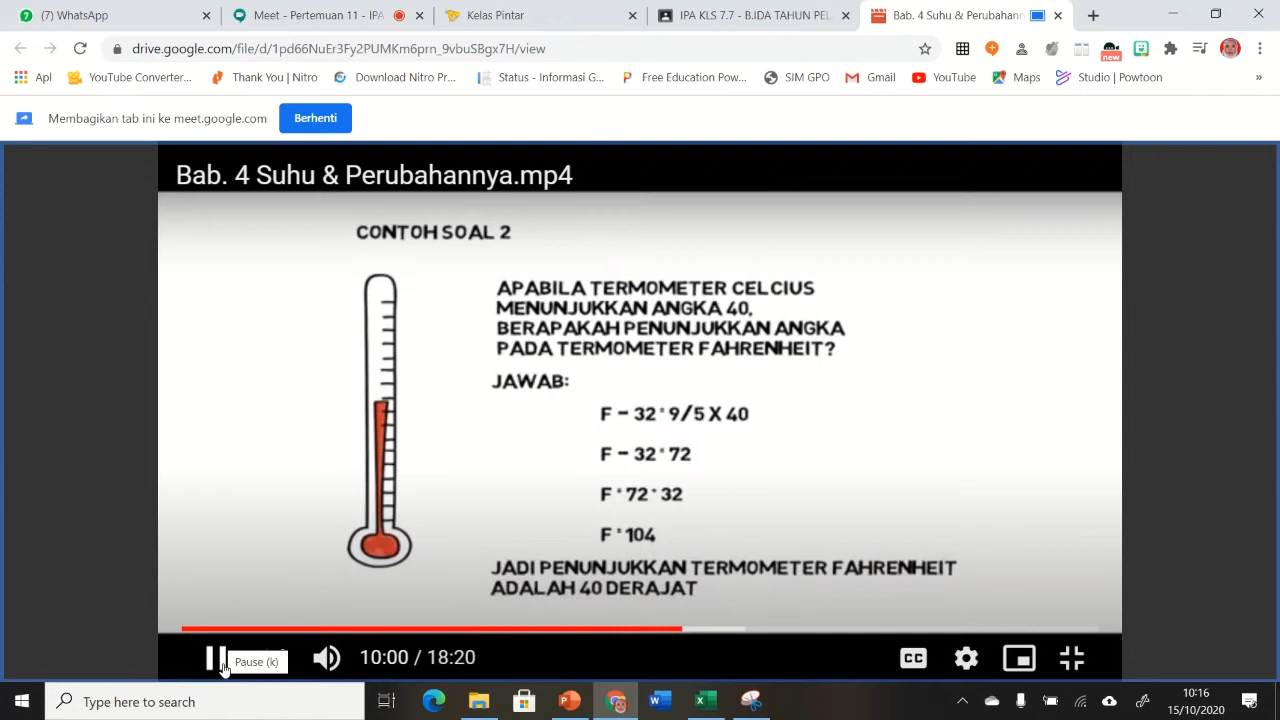 (7) WhatsApp
Meet - Pertemuan 11 - IPA
Kelas Pintar
IPA KLS 7.7 - BJDA TAHUN PEL
Bab. 4 Suhu & Perubahann
drive.google.com/file/d/1pd66NuEr3Fy2PUMKm6prn_9vbuSBgx7H/view
new
Apl
YouTube Converter...
Thank You | Nitro
Download Nitro Pr...
Status - Informasi G...
Free Education Pow...
SIM GPO
Gmail
YouTube
Maps
Studio | Powtoon
»
Membagikan tab ini ke meet.google.com
Berhenti
Bab. 4 Suhu & Perubahannya.mp4
CONTOH SOAL 2
APABILA TERMOMETER CELCIUS
MENUNJUKKAN ANGKA 40,
BERAPAKAH PENUNJUKKAN ANGKA
PADA TERMOMETER FAHRENHEIT?
JAWAB:
F - 32 = 9/5 X 40
F - 32 = 72
F = 72 + 32
F = 104
JADI PENUNJUKKAN TERMOMETER FAHRENHEIT
ADALAH 40 DERAJAT
Pause (k)
10:00 / 18:20
CC
Type here to search
10:16
15/10/2020